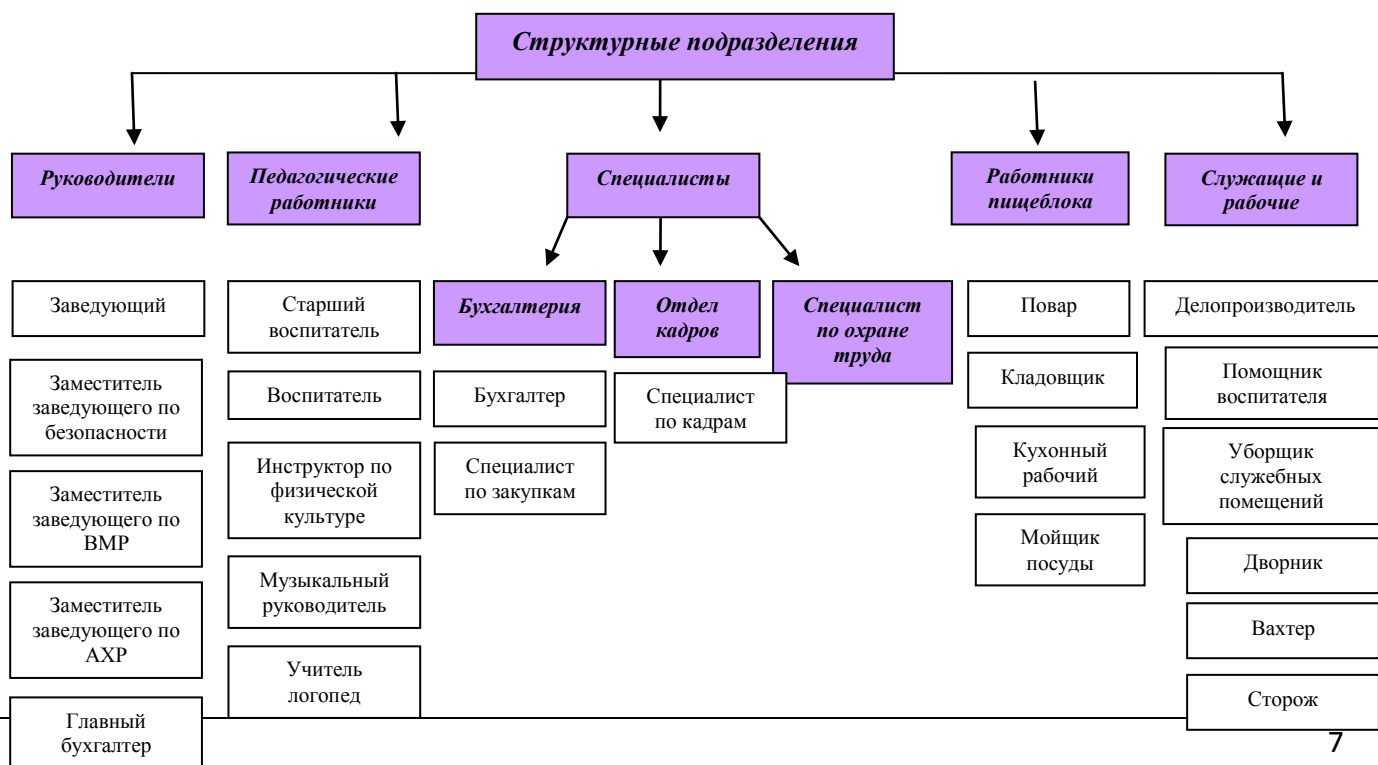 Структурные подразделения
Руководители
Педагогические
работники
Специалисты
Работники
пищеблока
Служащие и
рабочие
Заведующий
Заместитель
заведующего по
безопасности
Заместитель
заведующего по
ВМР
Заместитель
заведующего по
АХР
Главный
бухгалтер
Старший
воспитатель
Воспитатель
Инструктор по
физической
культуре
Музыкальный
руководитель
Учитель
логопед
Бухгалтерия
Бухгалтер
Специалист
по закупкам
Отдел
кадров
Специалист
по кадрам
Специалист
по охране
труда
Повар
Кладовщик
Кухонный
рабочий
Мойщик
посуды
Делопроизводитель
Помощник
воспитателя
Уборщик
служебных
помещений
Дворник
Вахтер
Сторож
7